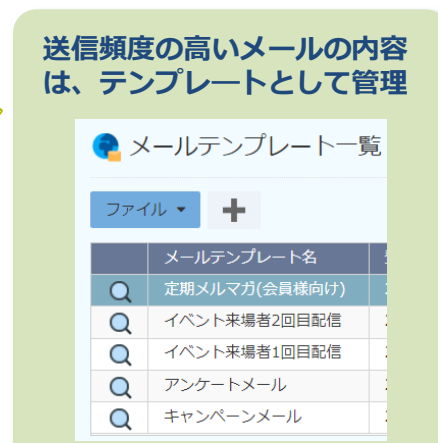 送信頻度の高いメールの内容
は、テンプレートとして管理
メールテンプレート一覧
ファイル
メールテンプレート名
定期メルマガ(会員様向け)
イベント来場者2回目配信
イベント来場者1回目配信
アンケートメール
キャンペーンメール